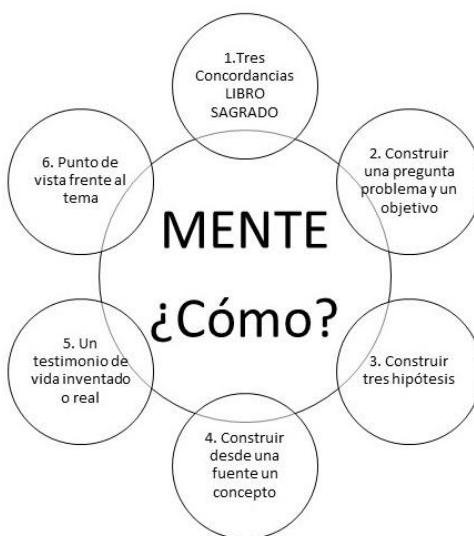 1.Tres
Concordancias
LIBRO
SAGRADO
2. Construir
una pregunta
problema y un
objetivo
3. Construir
tres hipótesis
4. Construir
desde una
fuente un
concepto
5. Un
testimonio de
vida inventado
o real
6. Punto de
vista frente al
tema
MENTE
¿Cómo?